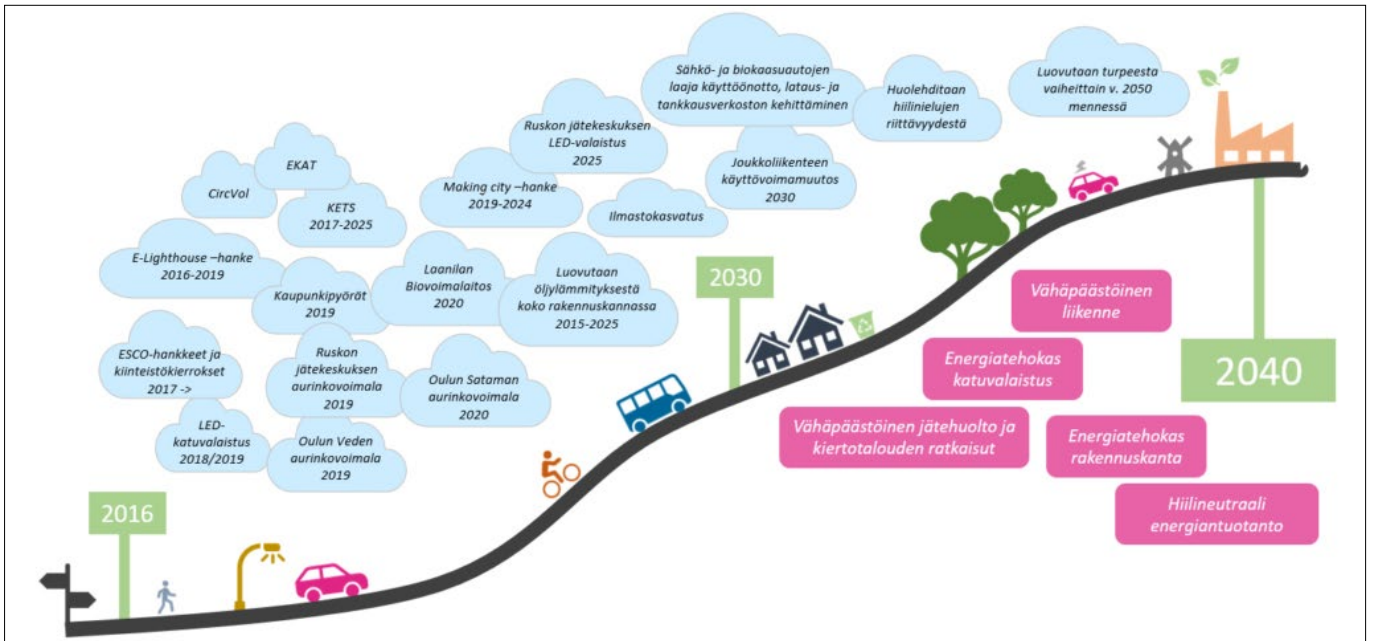 Sähkö- ja biokaasuautojen
laaja käyttöönotto, lataus- ja
tankkausverkoston kehittäminen
Huolehditaan
hiilinielujen
riittävyydestä
Luovutaan turpeesta
vaiheittain v. 2050
mennessä
Ruskon jätekeskuksen
LED-valaistus
2025
Joukkoliikenteen
käyttövoimamuutos
2030
EKAT
CircVol
KETS
2017-2025
Making city –hanke
2019-2024
Ilmastokasvatus
E-Lighthouse –hanke
2016-2019
Kaupunkipyörät
2019
Laanilan
Biovoimalaitos
2020
Luovutaan
öljylämmityksestä
koko rakennuskannassa
2015-2025
ESCO-hankkeet ja
kiinteistökierrokset
2017 ->
Ruskon
jätekeskuksen
aurinkovoimala
2019
Oulun Sataman
aurinkovoimala
2020
LED-
katuvalaistus
2018/2019
Oulun Veden
aurinkovoimala
2019
2016
2030
2040
Vähäpäästöinen
liikenne
Energiatehokas
katuvalaistus
Vähäpäästöinen jätehuolto ja
kiertotalouden ratkaisut
Energiatehokas
rakennuskanta
Hiilineutraali
energiantuotanto